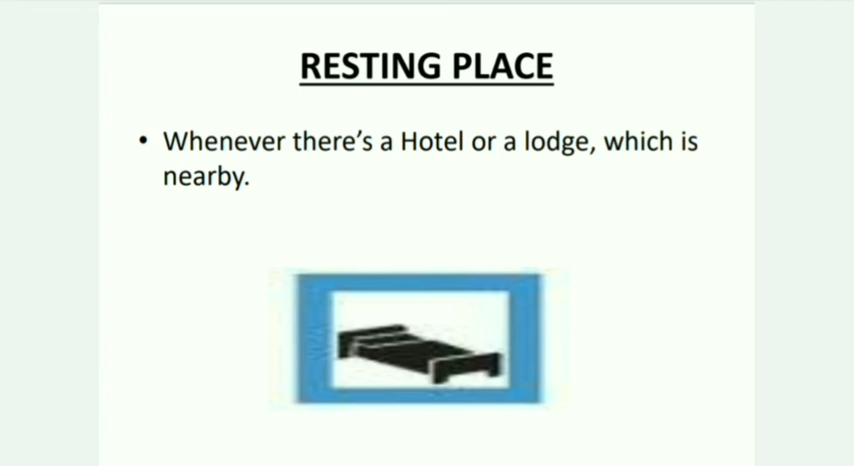 RESTING PLACE
• Whenever there's a Hotel or a lodge, which is
nearby.